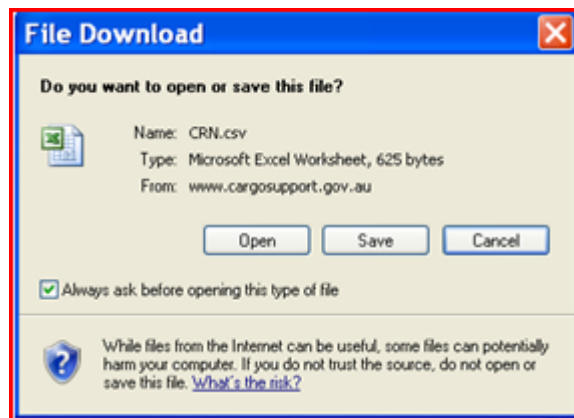 File Download
Do you want to open or save this file?
Name: CRN.csv
Type: Microsoft Excel Worksheet, 625 bytes
From: www.cargosupport.gov.au
Open Save Cancel
Always ask before opening this type of file
While files from the Internet can be useful, some files can potentially
harm your computer. If you do not trust the source, do not open or
save this file. What's the risk?